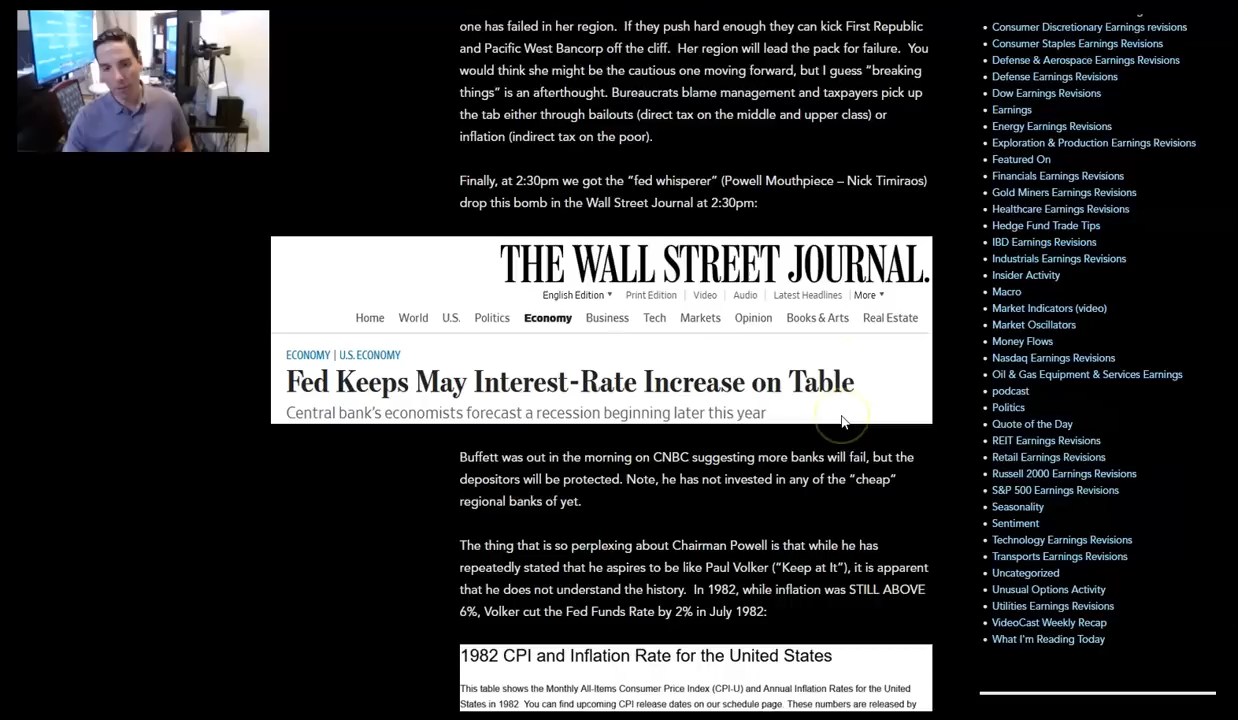 one has failed in her region.  If they push hard enough they can kick First Republic
and Pacific West Bancorp off the cliff.  Her region will lead the pack for failure.  You
would think she might be the cautious one moving forward, but I guess “breaking
things” is an afterthought. Bureaucrats blame management and taxpayers pick up
the tab either through bailouts (direct tax on the middle and upper class) or
inflation (indirect tax on the poor).
Finally, at 2:30pm we got the “fed whisperer” (Powell Mouthpiece – Nick Timiraos)
drop this bomb in the Wall Street Journal at 2:30pm:
THE WALL STREET JOURNAL.
English Edition Print Edition | Video | Audio | Latest Headlines | More
Home World U.S. Politics Economy Business Tech Markets Opinion Books & Arts Real Estate
ECONOMY | U.S. ECONOMY
Fed Keeps May Interest-Rate Increase on Table
Central bank’s economists forecast a recession beginning later this year
Buffett was out in the morning on CNBC suggesting more banks will fail, but the
depositors will be protected. Note, he has not invested in any of the “cheap”
regional banks of yet.
The thing that is so perplexing about Chairman Powell is that while he has
repeatedly stated that he aspires to be like Paul Volker (“Keep at It”), it is apparent
that he does not understand the history.  In 1982, while inflation was STILL ABOVE
6%, Volker cut the Fed Funds Rate by 2% in July 1982:
1982 CPI and Inflation Rate for the United States
This table shows the Monthly All-Items Consumer Price Index (CPI-U) and Annual Inflation Rates for the United
States in 1982  You can find upcoming CPI release dates on our schedule page  These numbers are released by
Consumer Discretionary Earnings revisions
Consumer Staples Earnings Revisions
Defense & Aerospace Earnings Revisions
Defense Earnings Revisions
Dow Earnings Revisions
Earnings
Energy Earnings Revisions
Exploration & Production Earnings Revisions
Featured On
Financials Earnings Revisions
Gold Miners Earnings Revisions
Healthcare Earnings Revisions
Hedge Fund Trade Tips
IBD Earnings Revisions
Industrials Earnings Revisions
Insider Activity
Macro
Market Indicators (video)
Market Oscillators
Money Flows
Nasdaq Earnings Revisions
Oil & Gas Equipment & Services Earnings
podcast
Politics
Quote of the Day
REIT Earnings Revisions
Retail Earnings Revisions
Russell 2000 Earnings Revisions
S&P 500 Earnings Revisions
Seasonality
Sentiment
Technology Earnings Revisions
Transports Earnings Revisions
Uncategorized
Unusual Options Activity
Utilities Earnings Revisions
VideoCast Weekly Recap
What I'm Reading Today